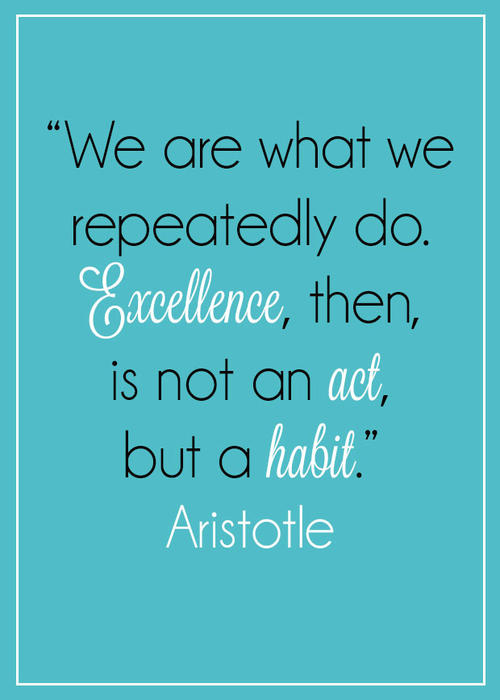 “We are what we
repeatedly do.
Excellence, then,
is not an act,
but a habit.”
Aristotle